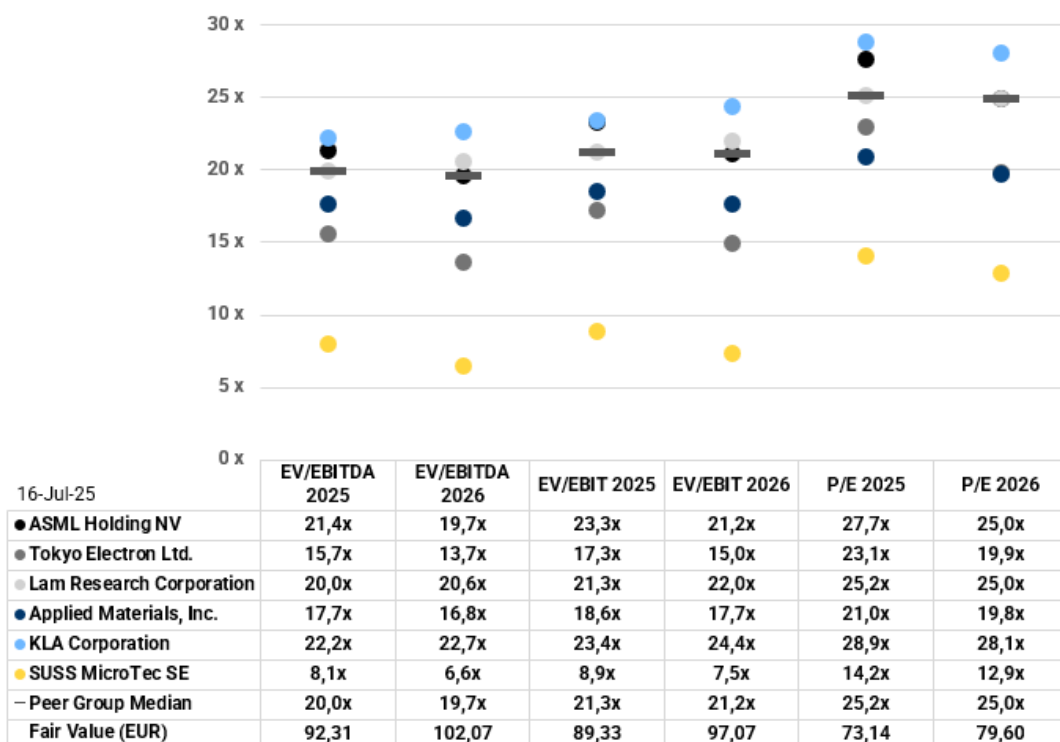 30 x
25 x
20 x
15 x
10 x
5 x
0 x
16-Jul-25 EV/EBITDA 2025 EV/EBITDA 2026 EV/EBIT 2025 EV/EBIT 2026 P/E 2025 P/E 2026
ASML Holding NV 21,4x 19,7x 23,3x 21,2x 27,7x 25,0x
Tokyo Electron Ltd. 15,7x 13,7x 17,3x 15,0x 23,1x 19,9x
Lam Research Corporation 20,0x 20,6x 21,3x 22,0x 25,2x 25,0x
Applied Materials, Inc. 17,7x 16,8x 18,6x 17,7x 21,0x 19,8x
KLA Corporation 22,2x 22,7x 23,4x 24,4x 28,9x 28,1x
SUSS MicroTec SE 8,1x 6,6x 8,9x 7,5x 14,2x 12,9x
Peer Group Median 20,0x 19,7x 21,3x 21,2x 25,2x 25,0x
Fair Value (EUR) 92,31 102,07 89,33 97,07 73,14 79,60